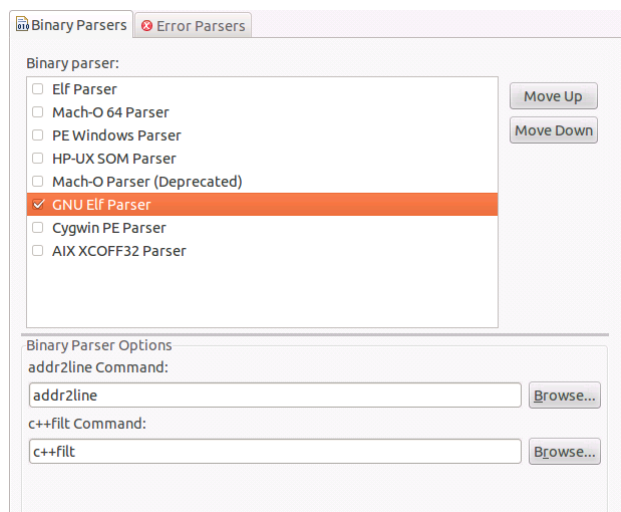 Binary Parsers Error Parsers
Binary parser:
Elf Parser
Mach-O 64 Parser
PE Windows Parser
HP-UX SOM Parser
Mach-O Parser (Deprecated)
GNU Elf Parser
Cygwin PE Parser
AIX XCOFF32 Parser
Move Up
Move Down
Binary Parser Options
addr2line Command:
addr2line Browse...
c++filt Command:
c++filt Browse...